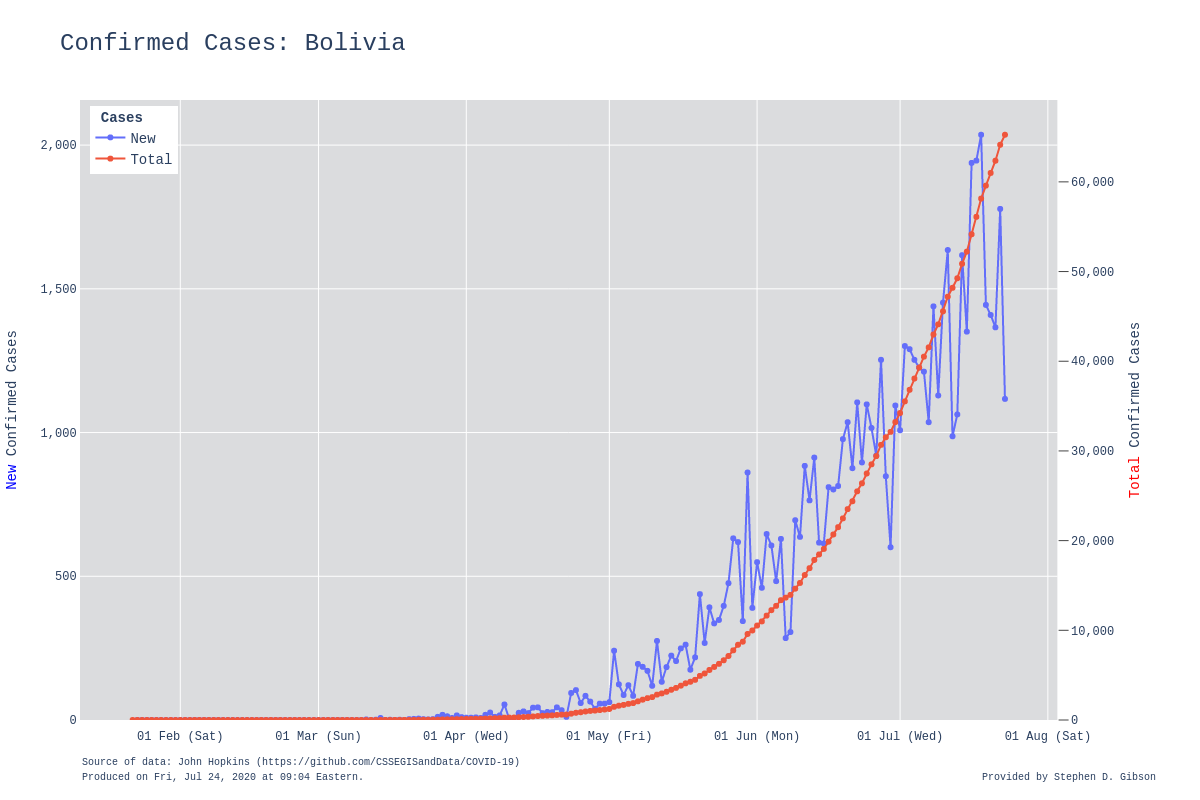 Confirmed Cases: Bolivia
Cases
New
Total
2,000
1,500
1,000
500
0
60,000
50,000
40,000
30,000
20,000
10,000
0
New Confirmed Cases
Total Confirmed Cases
01 Feb (Sat)
01 Mar (Sun)
01 Apr (Wed)
01 May (Fri)
01 Jun (Mon)
01 Jul (Wed)
01 Aug (Sat)
Source of data: John Hopkins (https://github.com/CSSEGISandData/COVID-19)
Produced on Fri, Jul 24, 2020 at 09:04 Eastern.
Provided by Stephen D. Gibson